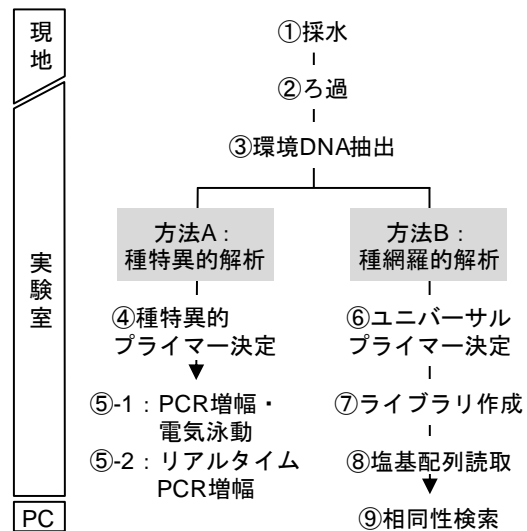 現地
実験室
PC
①採水
②ろ過
③環境DNA抽出
方法A：
種特異的解析
④種特異的
プライマー決定
⑤-1：PCR増幅・
電気泳動
⑤-2：リアルタイム
PCR増幅
方法B：
種網羅的解析
⑥ユニバーサル
プライマー決定
⑦ライブラリ作成
⑧塩基配列読取
⑨相同性検索